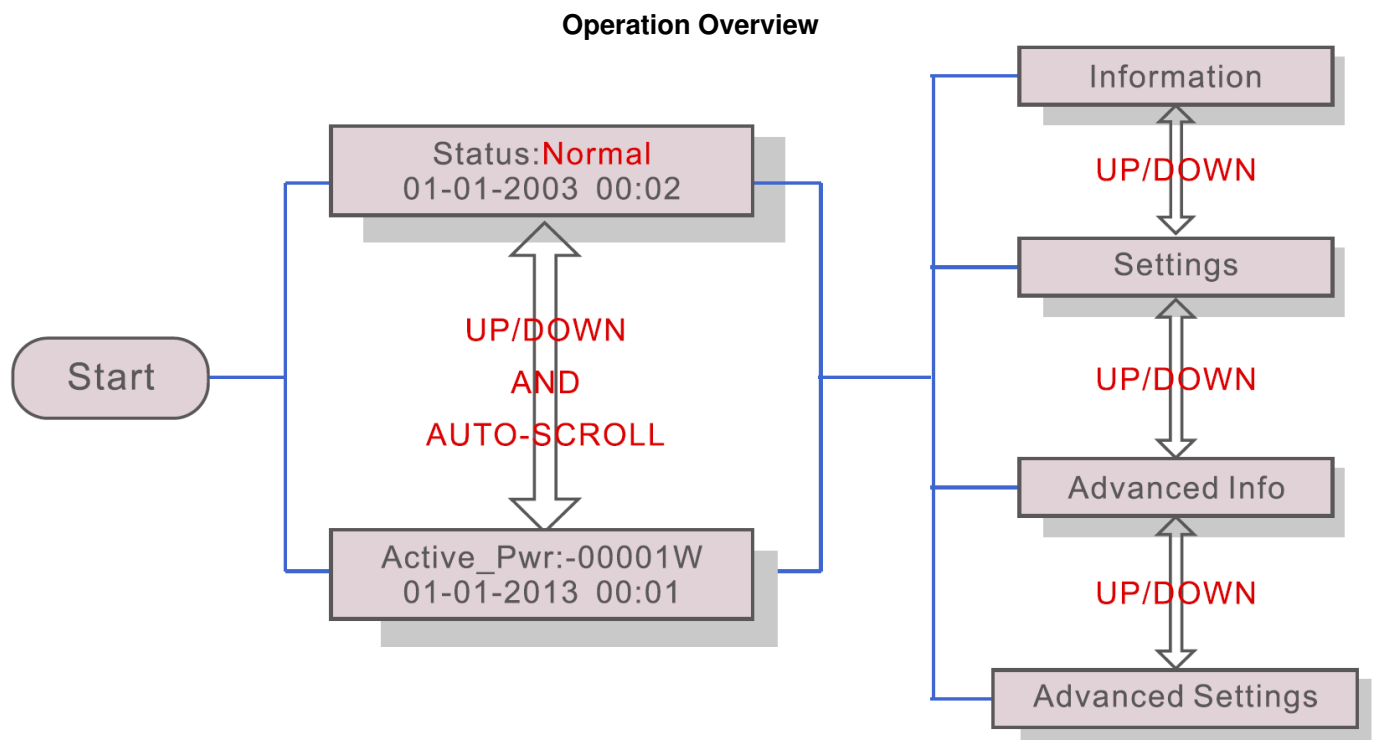 Operation Overview
Start
Status:Normal
01-01-2003 00:02
UP/DOWN
AND
AUTO-SCROLL
Active_Pwr:-00001W
01-01-2013 00:01
Information
UP/DOWN
Settings
UP/DOWN
Advanced Info
UP/DOWN
Advanced Settings